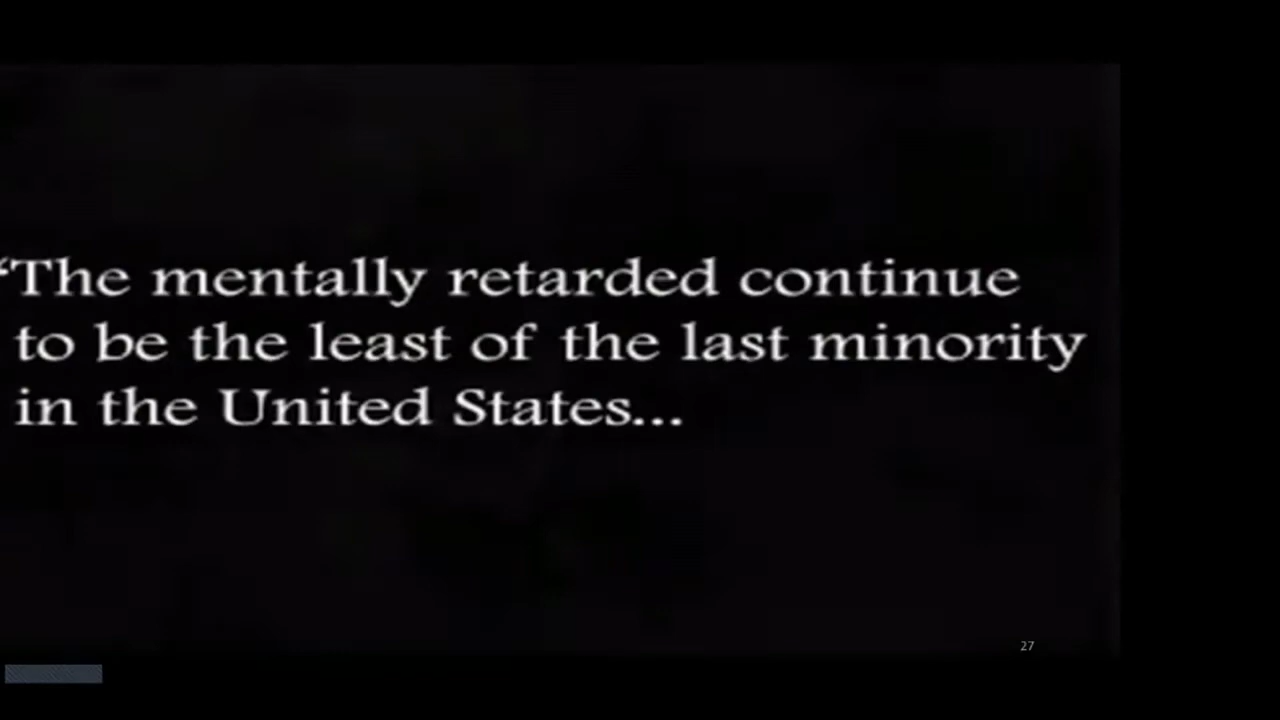 “The mentally retarded continue
to be the least of the last minority
in the United States...
27